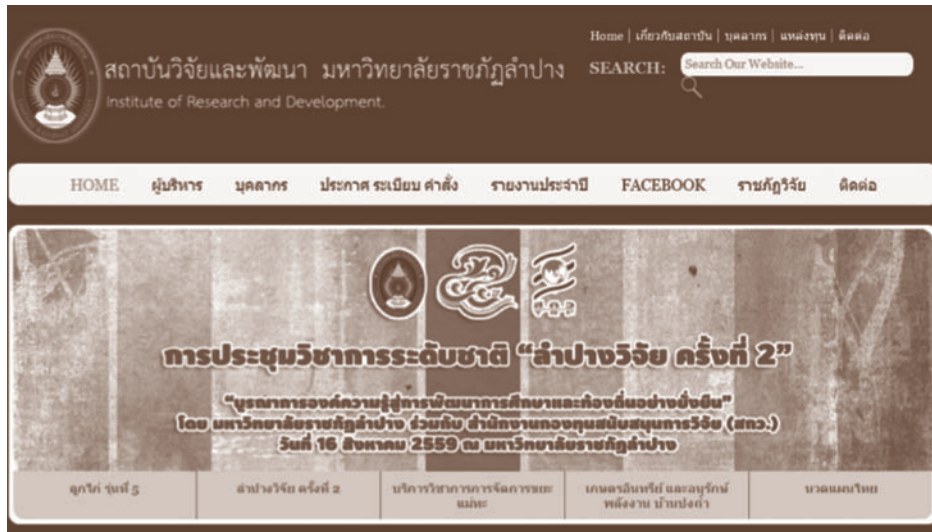 Home | เกี่ยวกับสถาบัน | บุคลากร | แหล่งทุน | ติดต่อ
สถาบันวิจัยและพัฒนา มหาวิทยาลัยราชภัฏลำปาง
Institute of Research and Development.
SEARCH: Search Our Website...
HOME ผู้บริหาร บุคลากร ประกาศ ระเบียบ คำสั่ง รายงานประจำปี FACEBOOK ราชภัฏวิจัย ติดต่อ
สกว
การประชุมวิชาการระดับชาติ “ลำปางวิจัย ครั้งที่ 2”
“บูรณาการองค์ความรู้สู่การพัฒนาการศึกษาและท้องถิ่นอย่างยั่งยืน”
โดย มหาวิทยาลัยราชภัฏลำปาง ร่วมกับ สำนักงานกองทุนสนับสนุนการวิจัย (สกว.)
วันที่ 16 สิงหาคม 2559 ณ มหาวิทยาลัยราชภัฏลำปาง
ลูกไก่ รุ่นที่ 5
ลำปางวิจัย ครั้งที่ 2
บริการวิชาการการจัดการขยะ
แม่ทะ
เกษตรอินทรีย์ และอนุรักษ์
พลังงาน บ้านปงถ้ำ
นวดแผนไทย